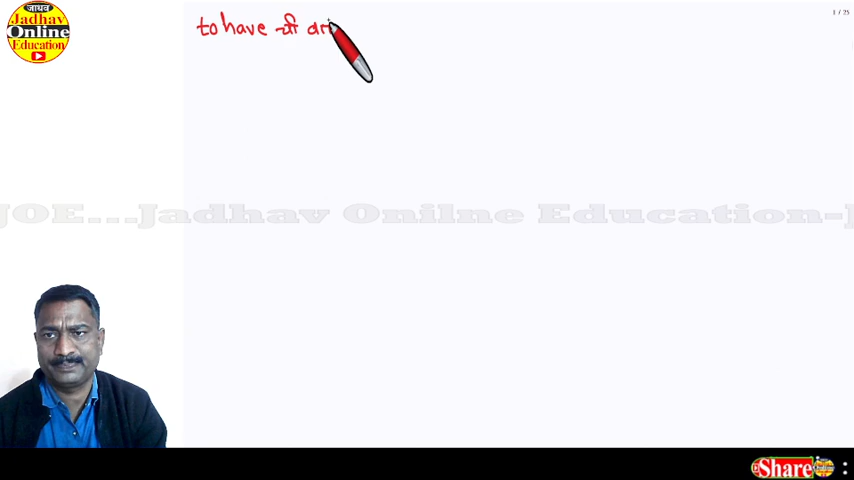 जाधव
Jadhav
Online
Education
1 / 25
to have ची
JOE...Jadhav Onilne Education-J
Share